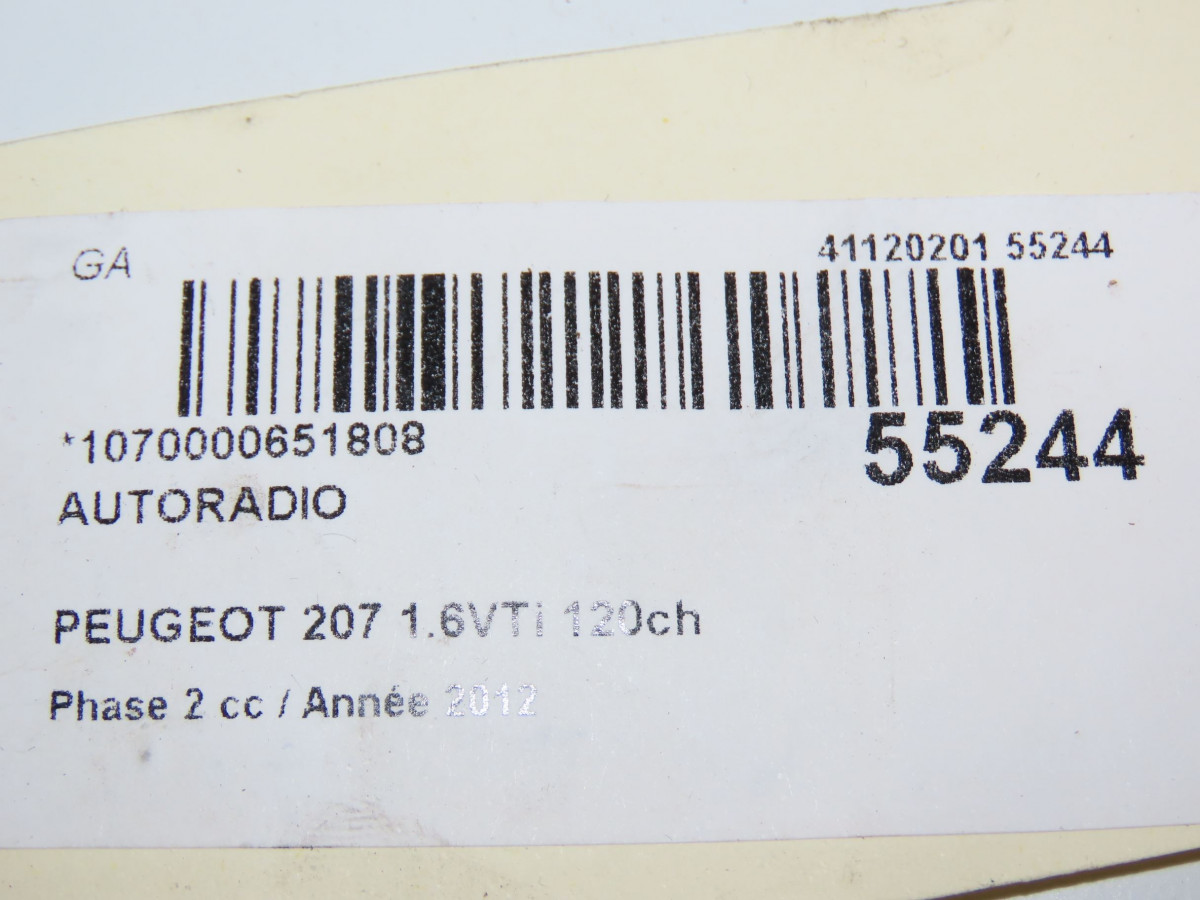 GA
41120201 55244
*1070000651808
55244
AUTORADIO
PEUGEOT 207 1.6VTi 120ch
Phase 2 cc / Année 2012